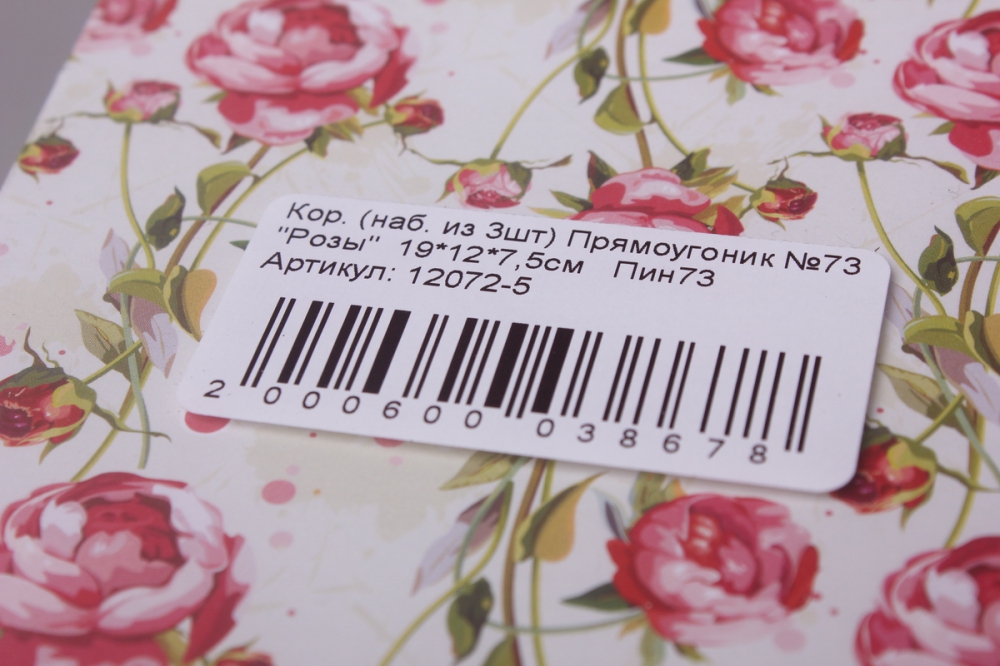 Кор. (наб. из 3шт) Прямоугоник №73
"Розы" 19*12*7,5см Пин73
Артикул: 12072-5
2 000600 038678